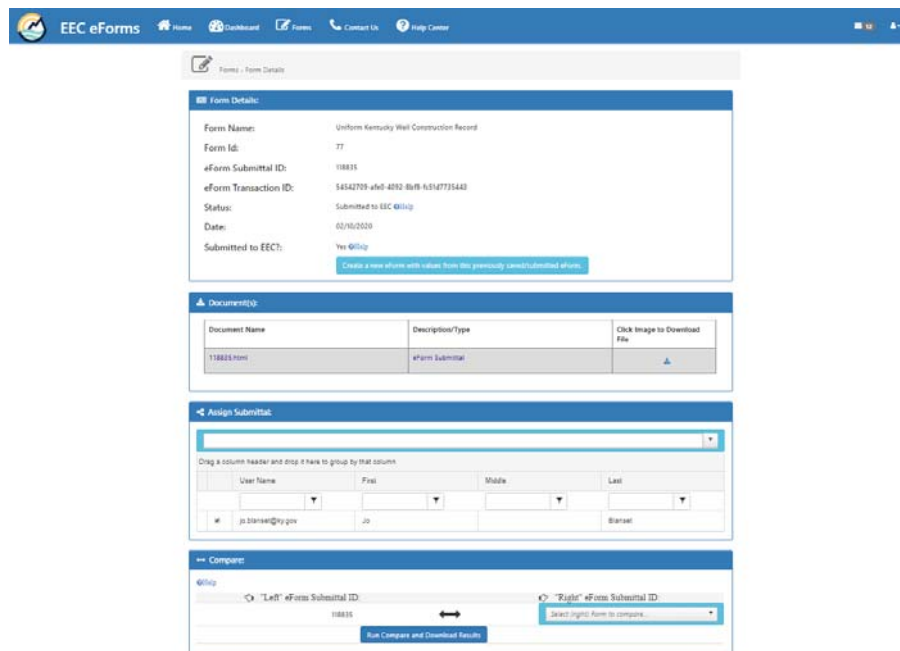 EEC eForms Home Dashboard Forms Contact Us Help Center 12
Forms - Form Details
Form Details:
Form Name: Uniform Kentucky Well Construction Record
Form Id: 77
eForm Submittal ID: 118835
eForm Transaction ID:
Status: Submitted to EEC Help
Date: 02/10/2020
Submitted to EEC?: Yes Help
Create a new eForm with values from this previously saved/submitted eForm.
Document(s):
Document Name Description/Type Click Image to Download
File
118835.html eForm Submittal
Assign Submittal:
Drag a column header and drop it here to group by that column
User Name First Middle Last
jo.blanset@ky.gov Jo Blanset
Compare:
Help
"Left" eForm Submittal ID: "Right" eForm Submittal ID:
118835 Select (right) Form to compare...
Run Compare and Download Results